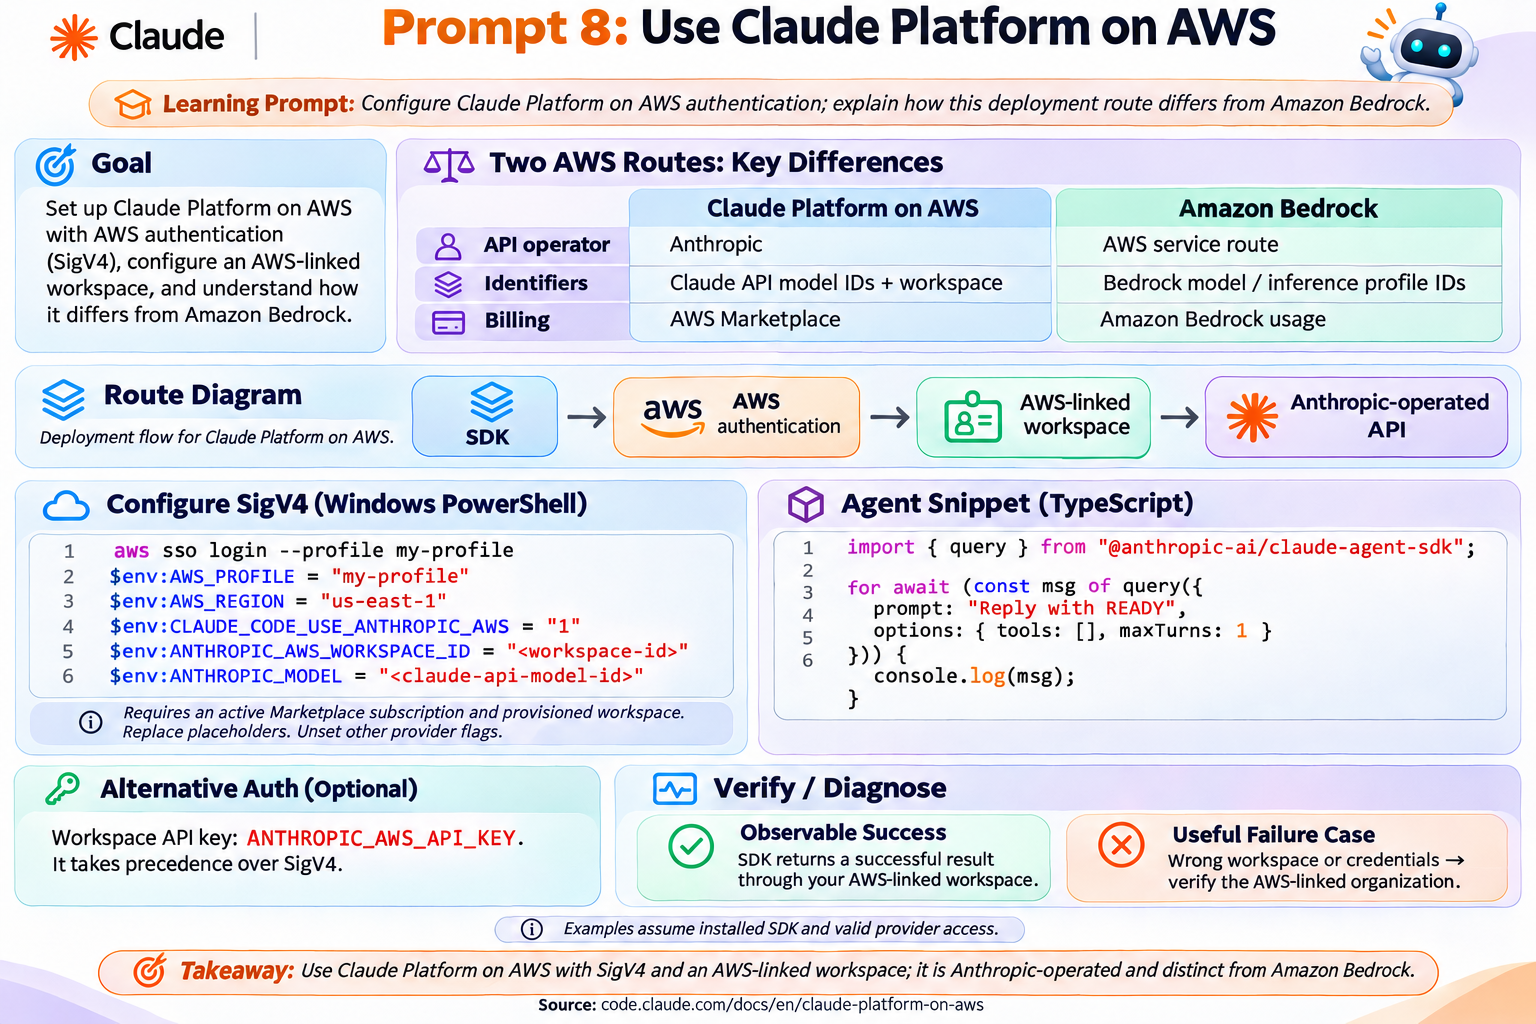 Claude
Prompt 8: Use Claude Platform on AWS
Learning Prompt: Configure Claude Platform on AWS authentication; explain how this deployment route differs from Amazon Bedrock.
Goal
Set up Claude Platform on AWS
with AWS authentication
(SigV4), configure an AWS-linked
workspace, and understand how
it differs from Amazon Bedrock.
Two AWS Routes: Key Differences
Claude Platform on AWS
Amazon Bedrock
API operator
Anthropic
AWS service route
Identifiers
Claude API model IDs + workspace
Bedrock model / inference profile IDs
Billing
AWS Marketplace
Amazon Bedrock usage
Route Diagram
Deployment flow for Claude Platform on AWS.
SDK
aws
AWS
authentication
AWS-linked
workspace
Anthropic-operated
API
Configure SigV4 (Windows PowerShell)
1 aws sso login --profile my-profile
2 $env:AWS_PROFILE = "my-profile"
3 $env:AWS_REGION = "us-east-1"
4 $env:CLAUDE_CODE_USE_ANTHROPIC_AWS = "1"
5 $env:ANTHROPIC_AWS_WORKSPACE_ID = "<workspace-id>"
6 $env:ANTHROPIC_MODEL = "<claude-api-model-id>"
Requires an active Marketplace subscription and provisioned workspace.
Replace placeholders. Unset other provider flags.
Agent Snippet (TypeScript)
1 import { query } from "@anthropic-ai/claude-agent-sdk";
2
3 for await (const msg of query({
4 prompt: "Reply with READY",
5 options: { tools: [], maxTurns: 1 }
6 })) {
console.log(msg);
}
Alternative Auth (Optional)
Workspace API key: ANTHROPIC_AWS_API_KEY.
It takes precedence over SigV4.
Verify / Diagnose
Observable Success
SDK returns a successful result
through your AWS-linked workspace.
Useful Failure Case
Wrong workspace or credentials →
verify the AWS-linked organization.
Examples assume installed SDK and valid provider access.
Takeaway: Use Claude Platform on AWS with SigV4 and an AWS-linked workspace; it is Anthropic-operated and distinct from Amazon Bedrock.
Source: code.claude.com/docs/en/claude-platform-on-aws